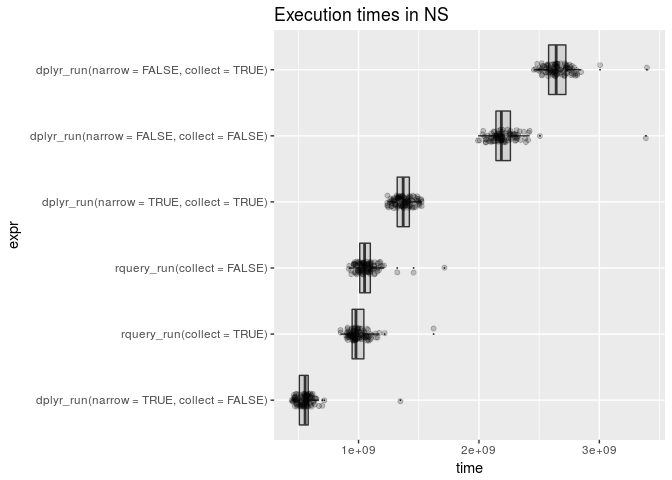 Execution times in NS
dplyr_run(narrow = FALSE, collect = TRUE)
dplyr_run(narrow = FALSE, collect = FALSE)
dplyr_run(narrow = TRUE, collect = TRUE)
expr
rquery_run(collect = FALSE)
rquery_run(collect = TRUE)
dplyr_run(narrow = TRUE, collect = FALSE)
1e+09 2e+09 3e+09
time